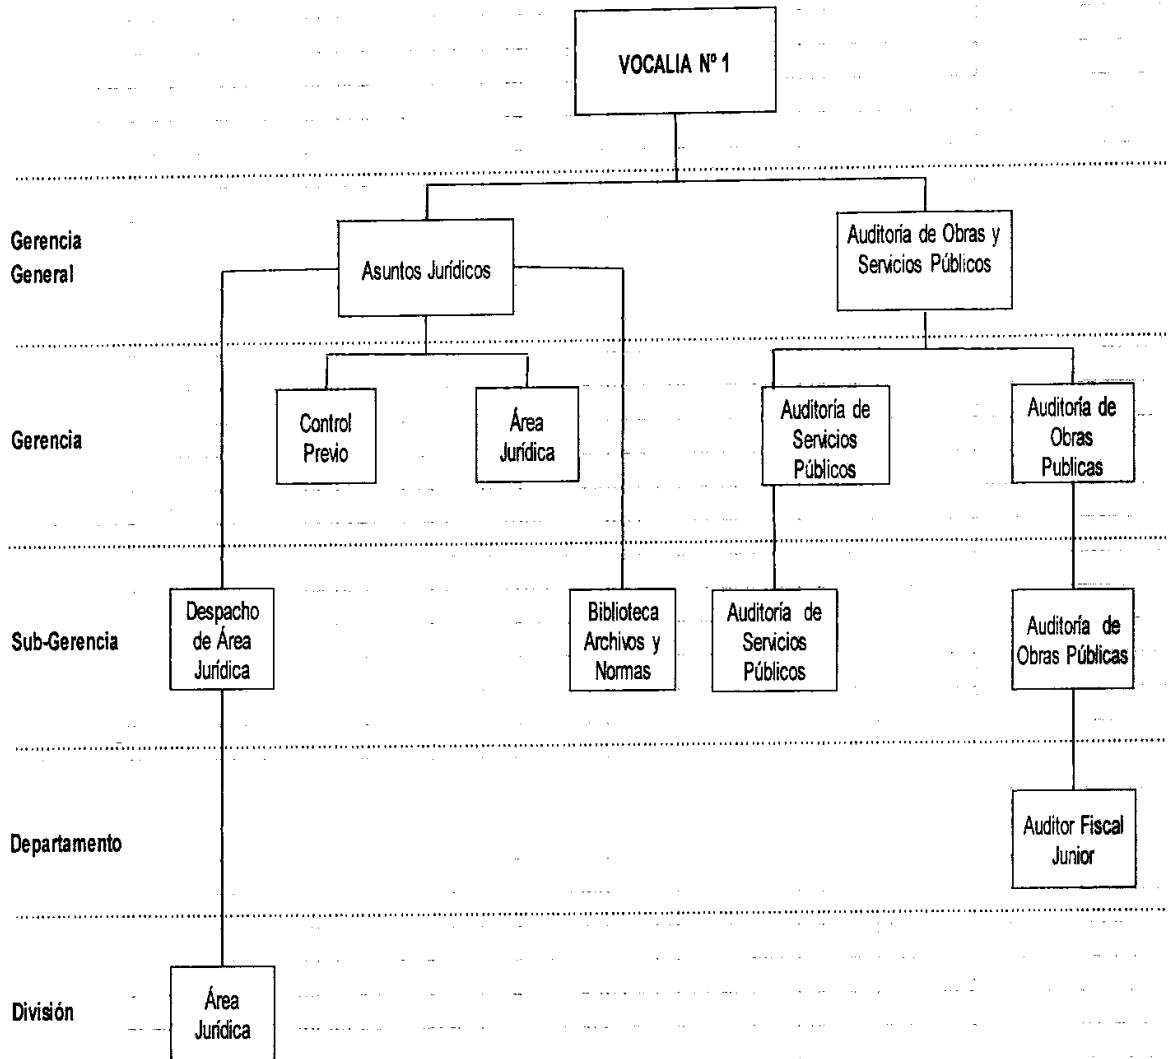 VOCALIA Nº 1
Gerencia
General
Asuntos Jurídicos
Auditoría de Obras y
Servicios Públicos
Gerencia
Control
Previo
Área
Jurídica
Auditoría de
Servicios
Públicos
Auditoría de
Obras
Publicas
Sub-Gerencia
Despacho
de Área
Jurídica
Biblioteca
Archivos y
Normas
Auditoría de
Servicios
Públicos
Auditoría de
Obras Públicas
Departamento
Auditor Fiscal
Junior
División
Área
Jurídica